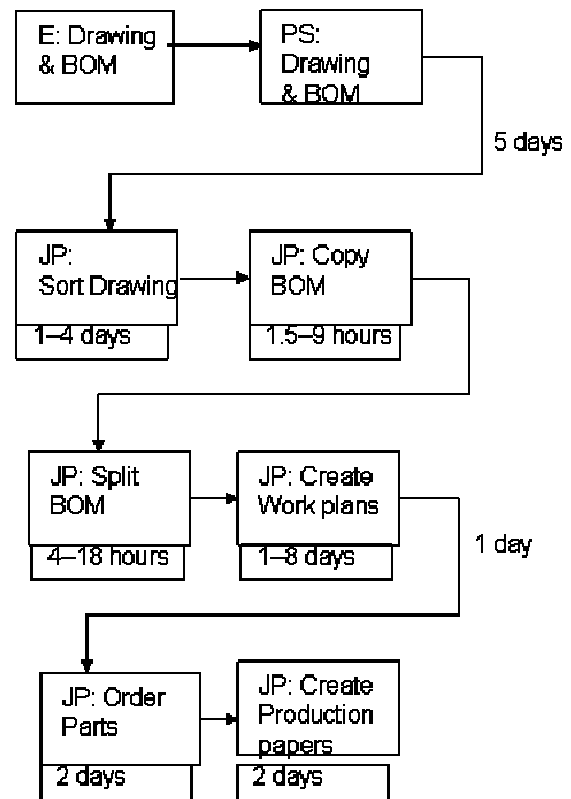 E: Drawing
& BOM
PS:
Drawing
& BOM
5 days
JP:
Sort Drawing
1–4 days
JP: Copy
BOM
1.5–9 hours
JP: Split
BOM
4–18 hours
JP: Create
Work plans
1–8 days
1 day
JP: Order
Parts
2 days
JP: Create
Production
papers
2 days